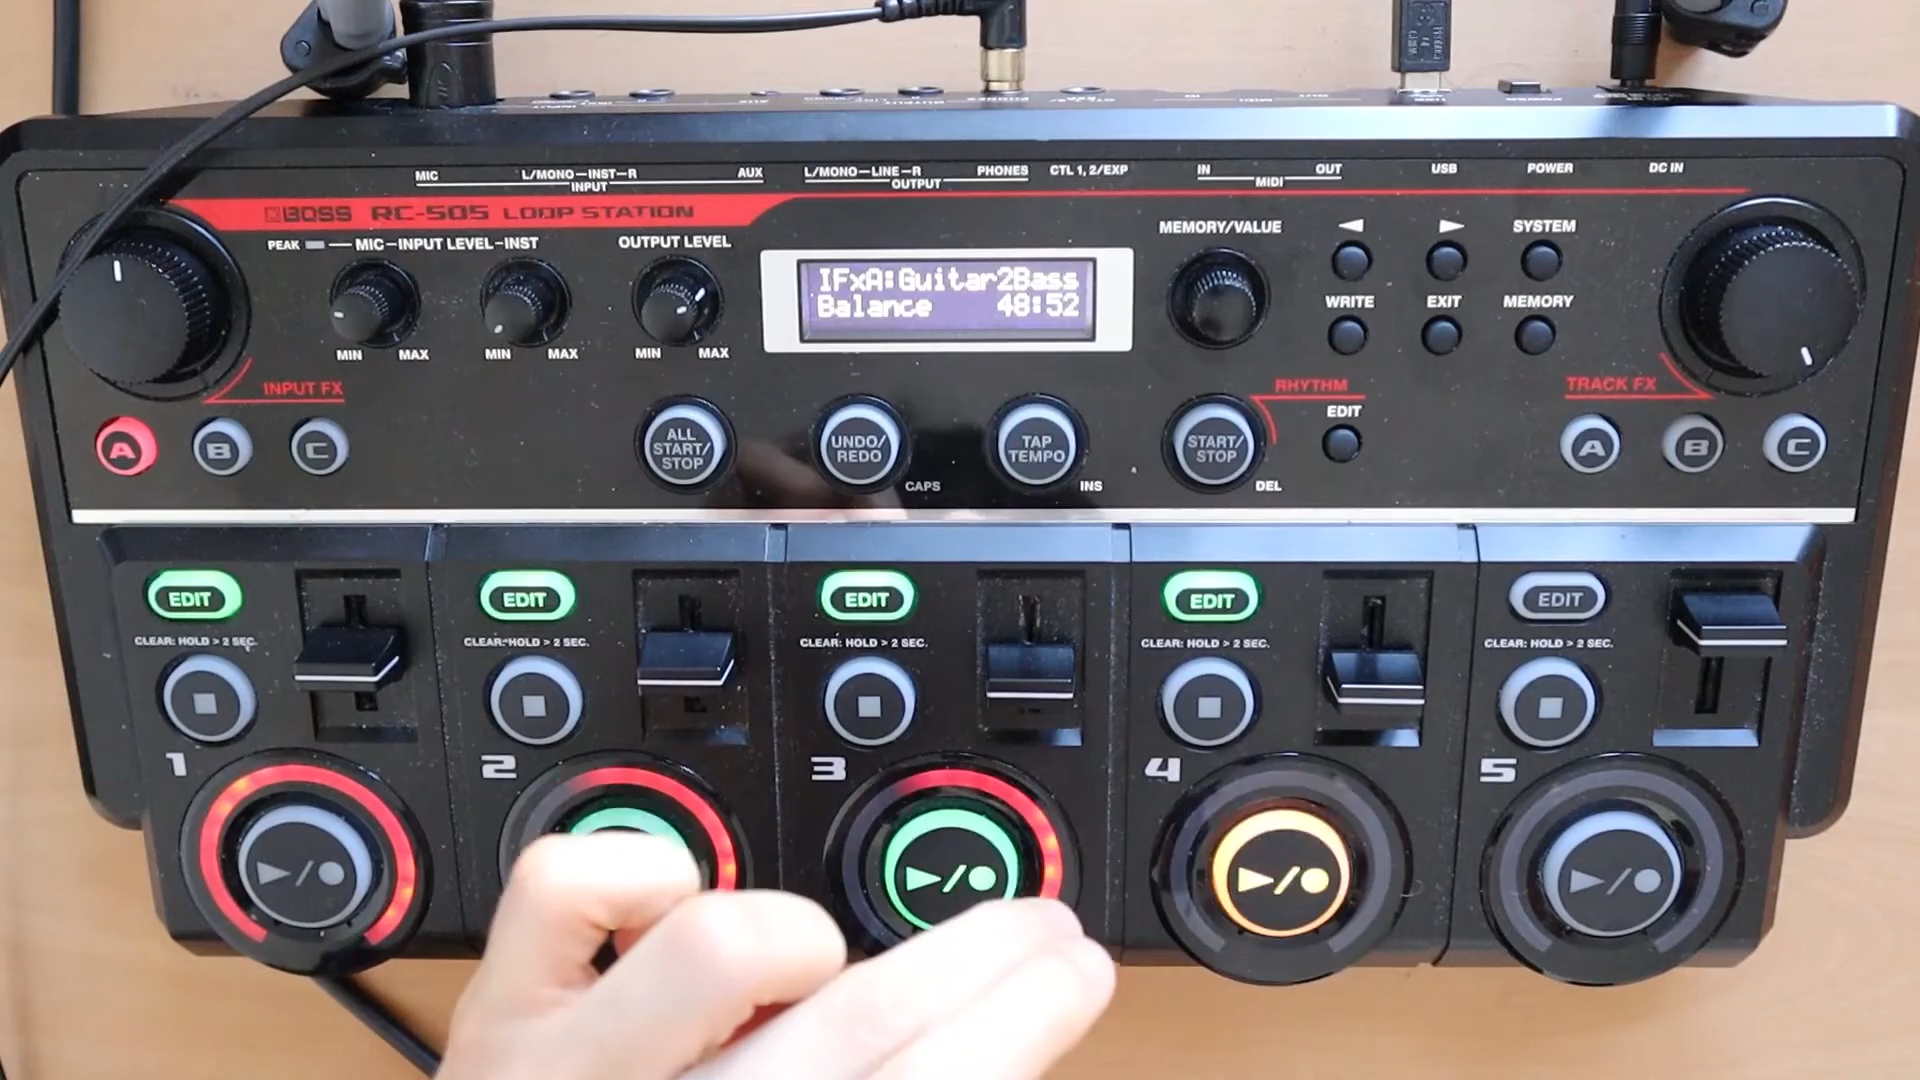 MIC
L/MONO—INST—R
AUX
INPUT
L/MONO—LINE—R
PHONES
OUTPUT
CTL 1, 2/EXP
IN
OUT
MIDI
USB
POWER
DC IN
BOSS RC-505 LOOP STATION
PEAK
MIC—INPUT LEVEL—INST
OUTPUT LEVEL
MEMORY/VALUE
SYSTEM
IFxA:Guitar2Bass
Balance 48:52
WRITE
EXIT
MEMORY
MIN MAX
MIN MAX
MIN MAX
INPUT FX
RHYTHM
TRACK FX
A
B
C
ALL
START/
STOP
UNDO/
REDO
CAPS
TAP
TEMPO
INS
START/
STOP
DEL
EDIT
A
B
C
EDIT
EDIT
EDIT
EDIT
EDIT
CLEAR: HOLD > 2 SEC.
CLEAR: HOLD > 2 SEC.
CLEAR: HOLD > 2 SEC.
CLEAR: HOLD > 2 SEC.
CLEAR: HOLD > 2 SEC.
1
2
3
4
5